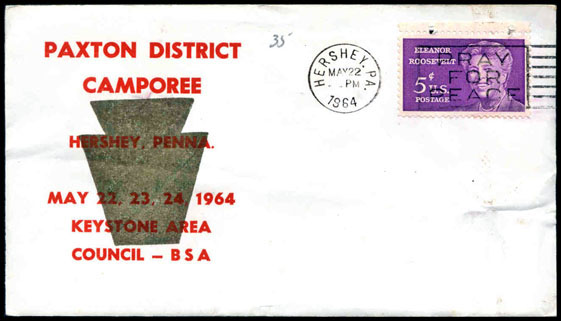 PAXTON DISTRICT
CAMPOREE
HERSHEY, PENNA.
MAY 22, 23, 24, 1964
KEYSTONE AREA
COUNCIL – BSA
35
HERSHEY, PA.
MAY 22
PM
1964
ELEANOR
ROOSEVELT
5¢ U.S.
POSTAGE
PRAY
FOR
PEACE